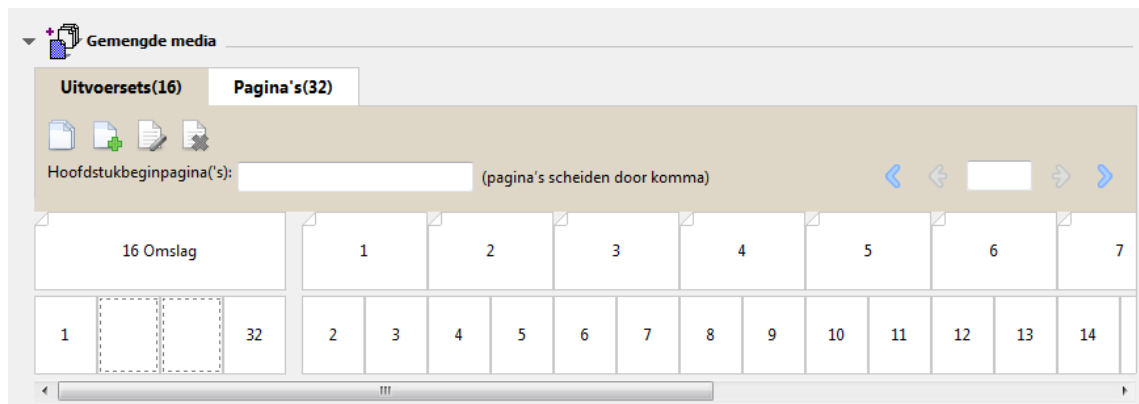 Gemengde media
Uitvoersets(16) Pagina's(32)
Hoofdstukbeginpagina('s): (pagina's scheiden door komma)
16 Omslag 1 2 3 4 5 6 7
1 32 2 3 4 5 6 7 8 9 10 11 12 13 14